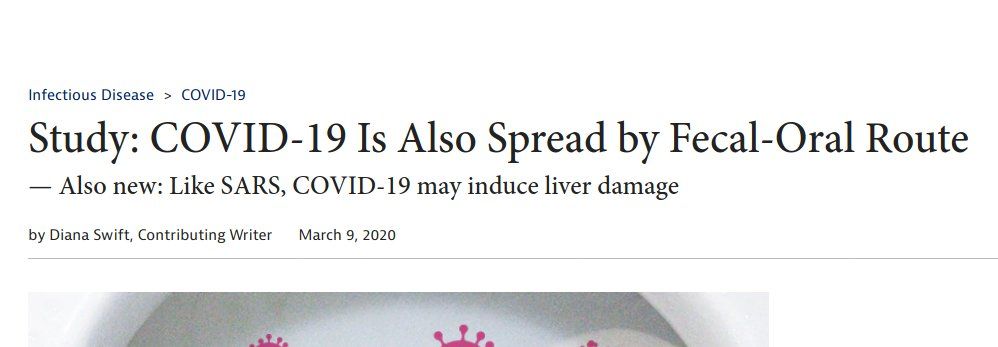 Infectious Disease > COVID-19
Study: COVID-19 Is Also Spread by Fecal-Oral Route
— Also new: Like SARS, COVID-19 may induce liver damage
by Diana Swift, Contributing Writer March 9, 2020